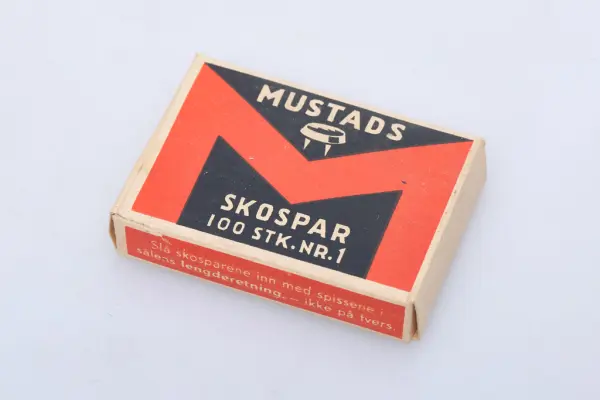 MUSTADS
SKOSPAR
100 STK. NR. 1
Slå skosparene inn med spissene i
sålens lengderetning, – ikke på tvers.